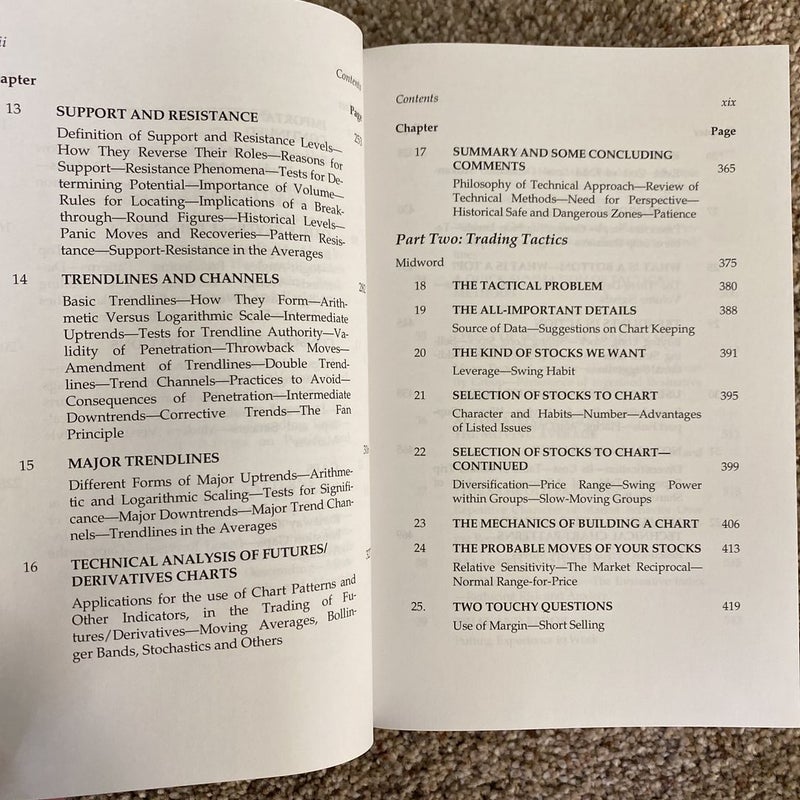 ii
apter
Contents
Page
13 SUPPORT AND RESISTANCE
Definition of Support and Resistance Levels—
How They Reverse Their Roles—Reasons for
Support—Resistance Phenomena—Tests for De-
termining Potential—Importance of Volume—
Rules for Locating—Implications of a Break-
through—Round Figures—Historical Levels—
Panic Moves and Recoveries—Pattern Resis-
tance—Support-Resistance in the Averages
14 TRENDLINES AND CHANNELS
Basic Trendlines—How They Form—Arith-
metic Versus Logarithmic Scale—Intermediate
Uptrends—Tests for Trendline Authority—Va-
lidity of Penetration—Throwback Moves—
Amendment of Trendlines—Double Trend-
lines—Trend Channels—Practices to Avoid—
Consequences of Penetration—Intermediate
Downtrends—Corrective Trends—The Fan
Principle
15 MAJOR TRENDLINES
Different Forms of Major Uptrends—Arithme-
tic and Logarithmic Scaling—Tests for Signifi-
cance—Major Downtrends—Major Trend Chan-
nels—Trendlines in the Averages
16 TECHNICAL ANALYSIS OF FUTURES/
DERIVATIVES CHARTS
Applications for the use of Chart Patterns and
Other Indicators, in the Trading of Fu-
tures/Derivatives—Moving Averages, Bollin-
ger Bands, Stochastics and Others
Contents xix
Chapter Page
17 SUMMARY AND SOME CONCLUDING
COMMENTS 365
Philosophy of Technical Approach—Review of
Technical Methods—Need for Perspective—
Historical Safe and Dangerous Zones—Patience
Part Two: Trading Tactics
Midword 375
18 THE TACTICAL PROBLEM 380
19 THE ALL-IMPORTANT DETAILS 388
Source of Data—Suggestions on Chart Keeping
20 THE KIND OF STOCKS WE WANT 391
Leverage—Swing Habit
21 SELECTION OF STOCKS TO CHART 395
Character and Habits—Number—Advantages
of Listed Issues
22 SELECTION OF STOCKS TO CHART—
CONTINUED 399
Diversification—Price Range—Swing Power
within Groups—Slow-Moving Groups
23 THE MECHANICS OF BUILDING A CHART 406
24 THE PROBABLE MOVES OF YOUR STOCKS 413
Relative Sensitivity—The Market Reciprocal—
Normal Range-for-Price
25. TWO TOUCHY QUESTIONS 419
Use of Margin—Short Selling